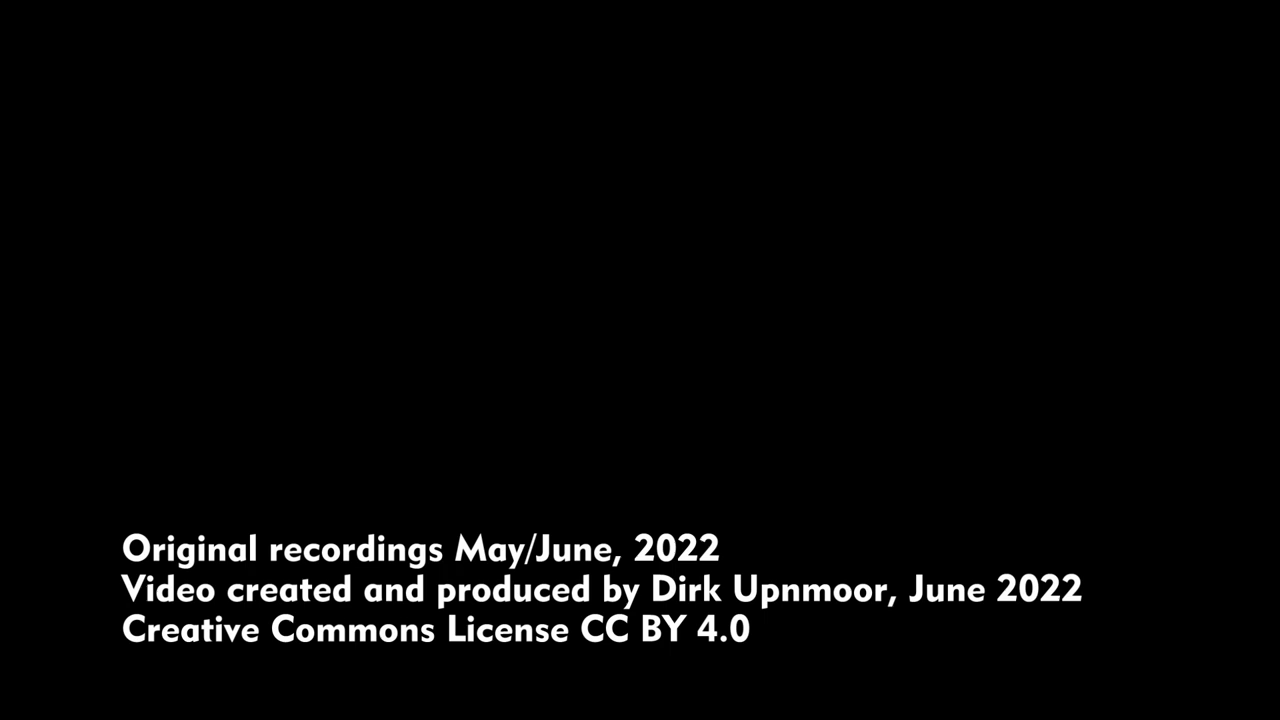 Original recordings May/June, 2022
Video created and produced by Dirk Upnmoor, June 2022
Creative Commons License CC BY 4.0